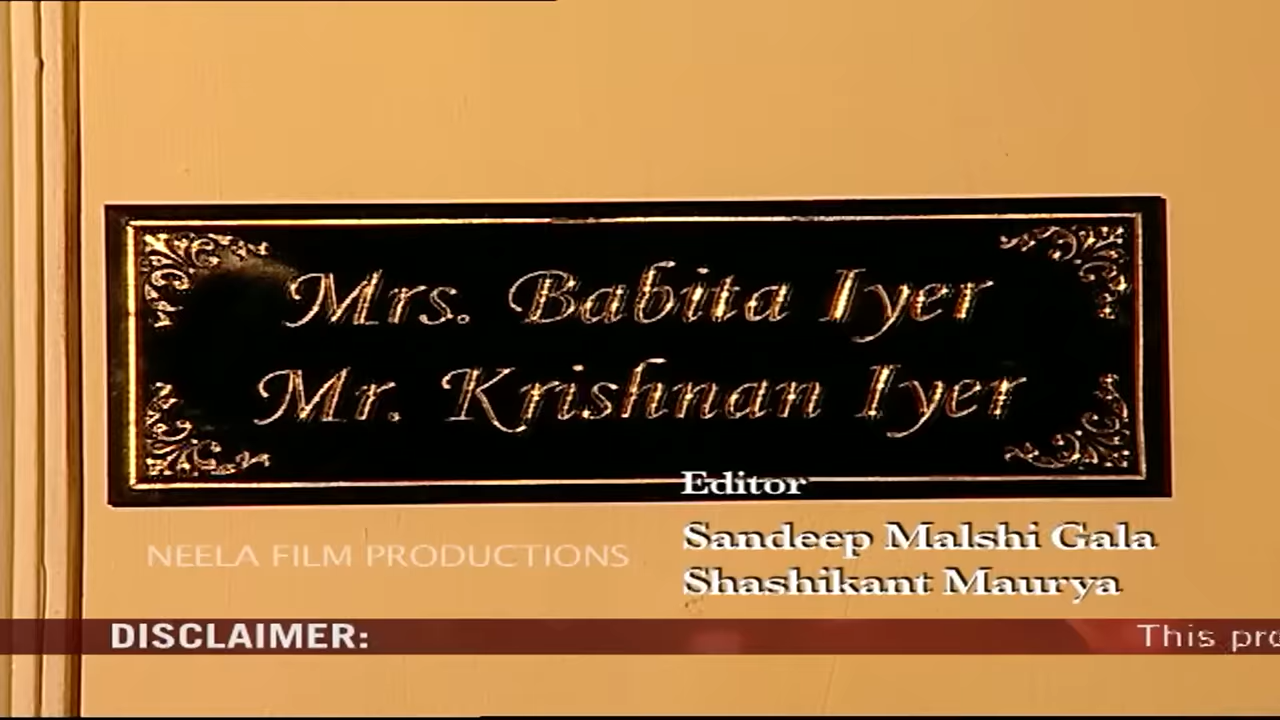 Mrs. Babita Iyer
Mr. Krishnan Iyer
Editor
Sandeep Malshi Gala
Shashikant Maurya
NEELA FILM PRODUCTIONS
DISCLAIMER:
This pro